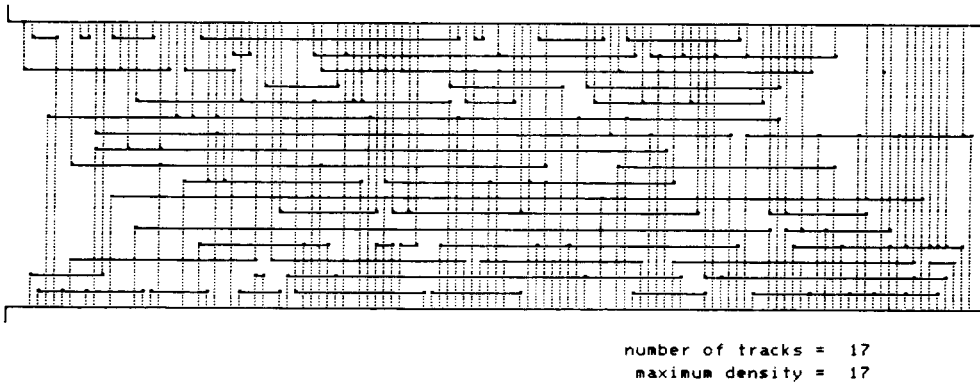 number of tracks = 17
maximum density = 17